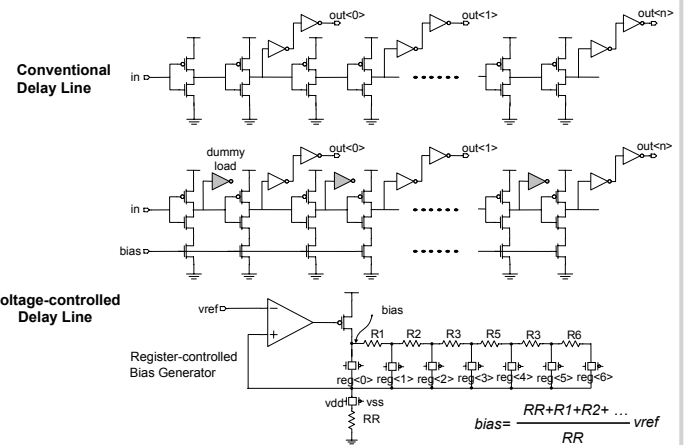 out<0>
out<1>
out<n>
Conventional
Delay Line
in
out<0>
out<1>
out<n>
dummy
load
in
bias
oltage-controlled
Delay Line
vref
−
+
bias
R1
R2
R3
R5
R3
R6
Register-controlled
Bias Generator
reg<0>
reg<1>
reg<2>
reg<3>
reg<4>
reg<5>
reg<6>
vdd
vss
RR
bias= RR+R1+R2+ ... / RR vref